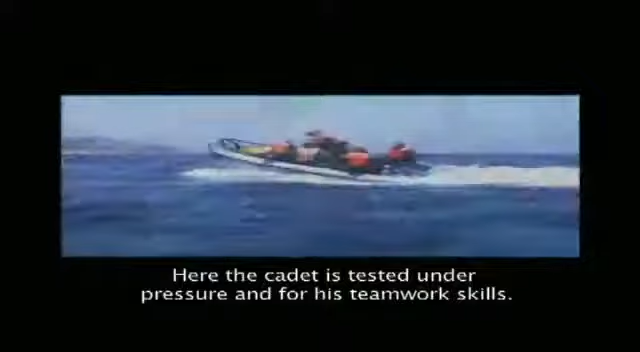 Here the cadet is tested under
pressure and for his teamwork skills.